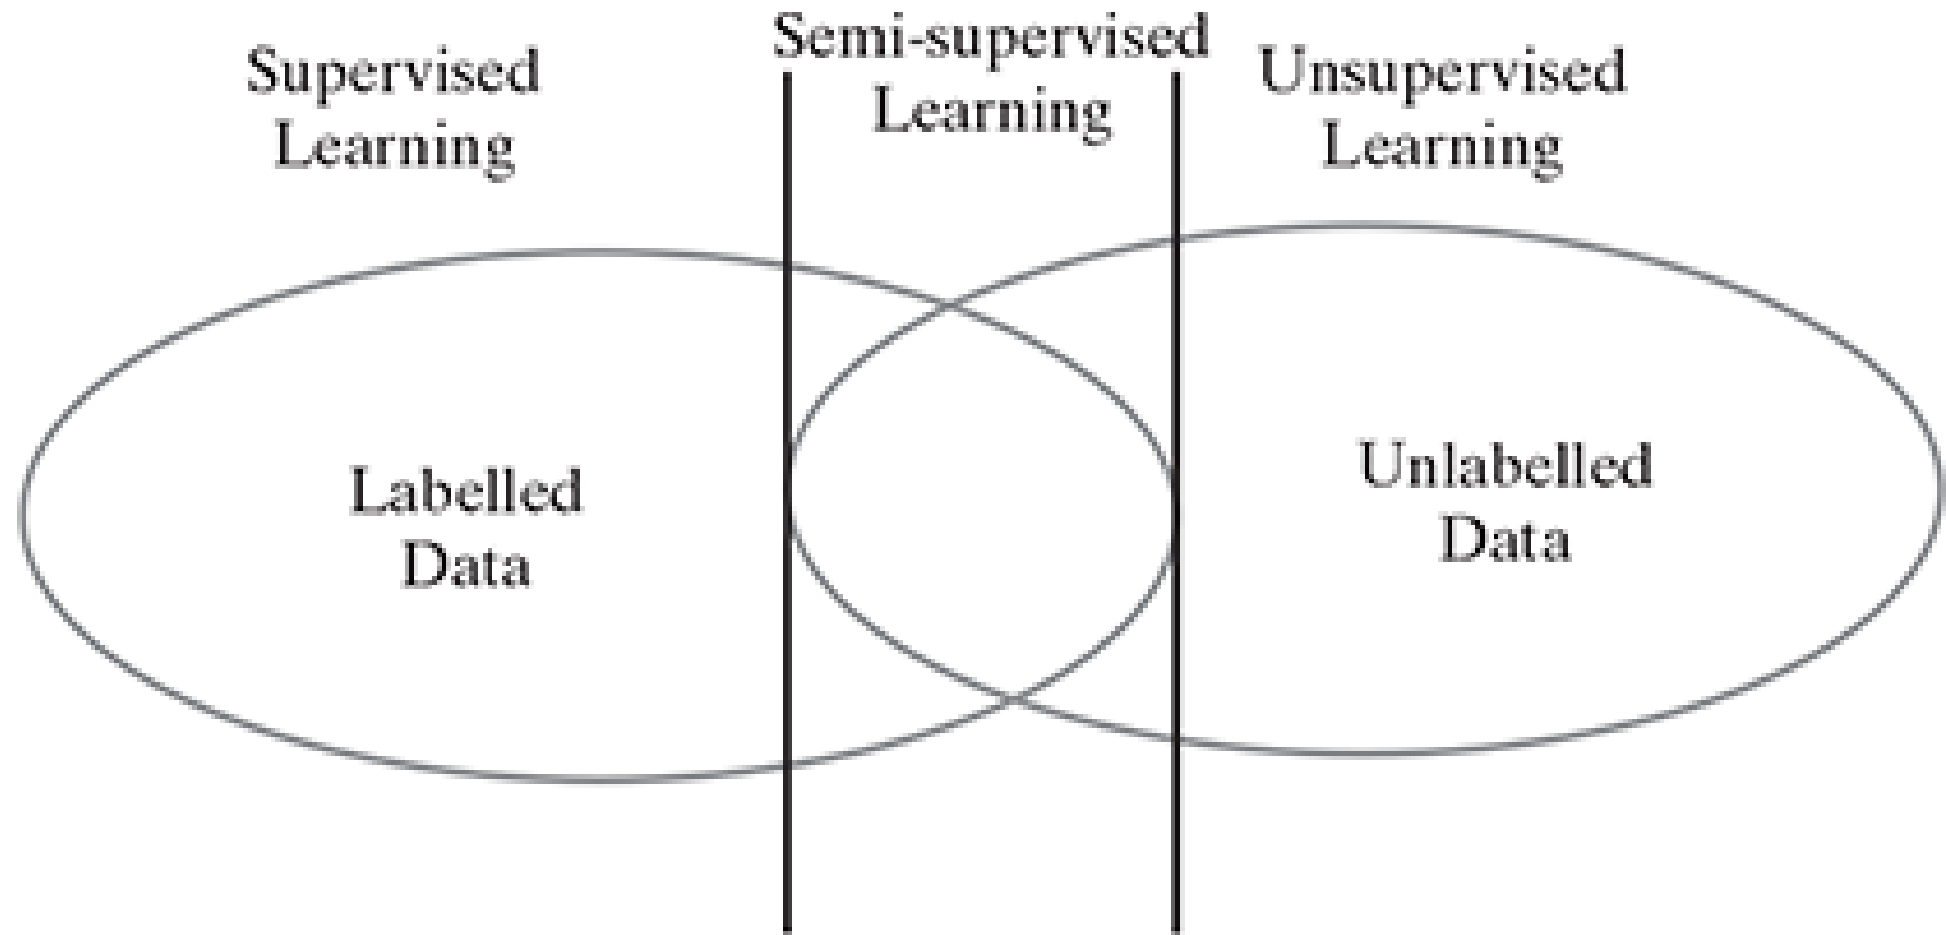 Supervised
Learning
Semi-supervised
Learning
Unsupervised
Learning
Labelled
Data
Unlabelled
Data